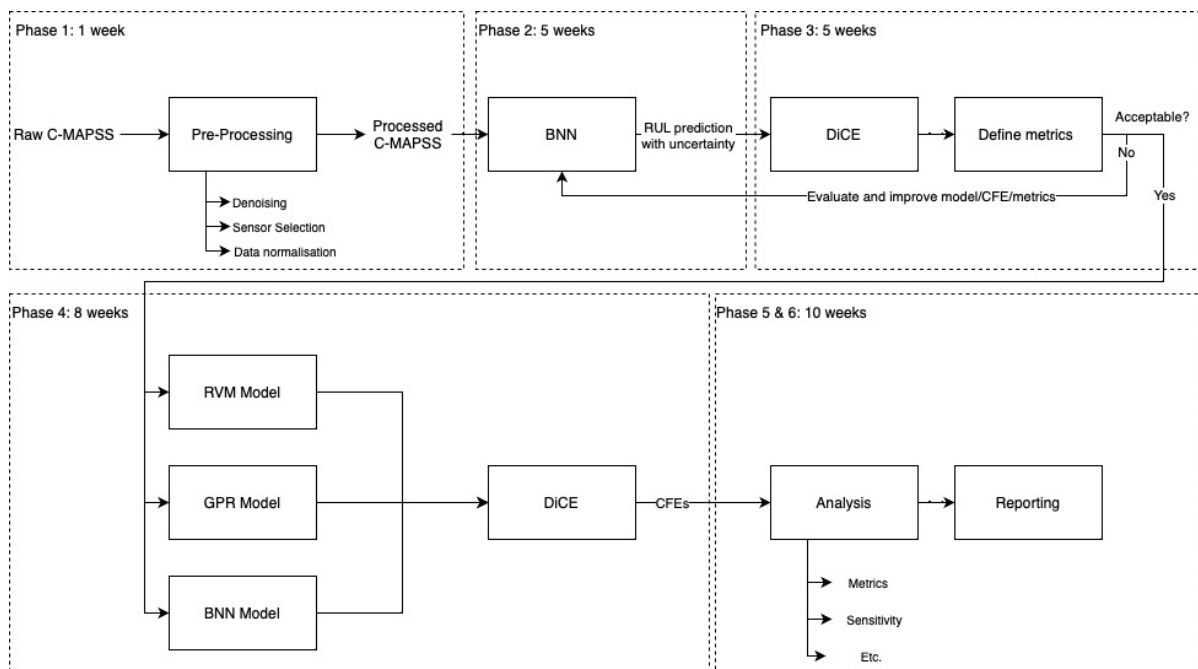 Phase 1: 1 week
Raw C-MAPSS
Pre-Processing
Processed
C-MAPSS
Denoising
Sensor Selection
Data normalisation
Phase 2: 5 weeks
BNN
RUL prediction
with uncertainty
Phase 3: 5 weeks
DiCE
Define metrics
Acceptable?
No
Yes
Evaluate and improve model/CFE/metrics
Phase 4: 8 weeks
RVM Model
GPR Model
BNN Model
DiCE
CFEs
Phase 5 & 6: 10 weeks
Analysis
Reporting
Metrics
Sensitivity
Etc.